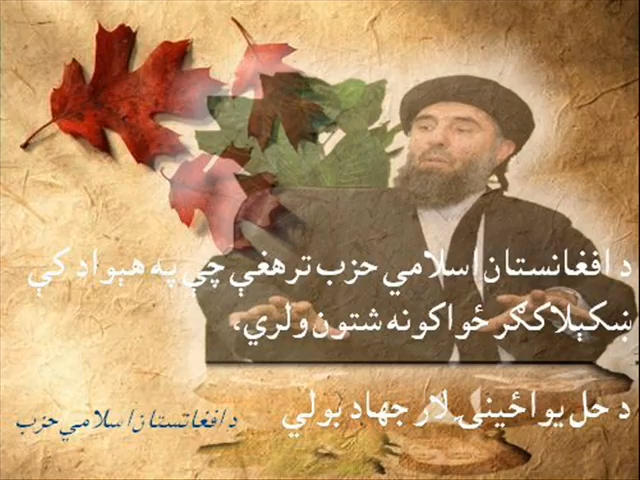 د افغانستان اسلامي حزب ترهغې چې په هېواد کې
ښکېلاکګر ځواکونه شتون ولري،
د حل يواځينۍ لار جهاد بولي
د افغانستان اسلامي حزب